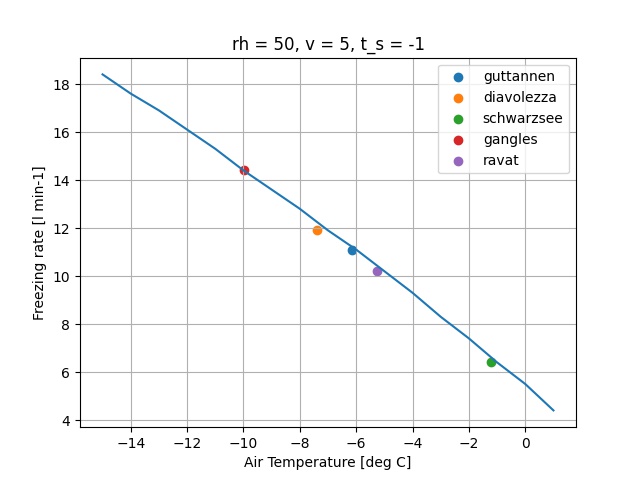 rh = 50, v = 5, t_s = -1
guttannen
diavolezza
schwarzsee
gangles
ravat
Freezing rate [l min-1]
18
16
14
12
10
8
6
4
−14 −12 −10 −8 −6 −4 −2 0
Air Temperature [deg C]